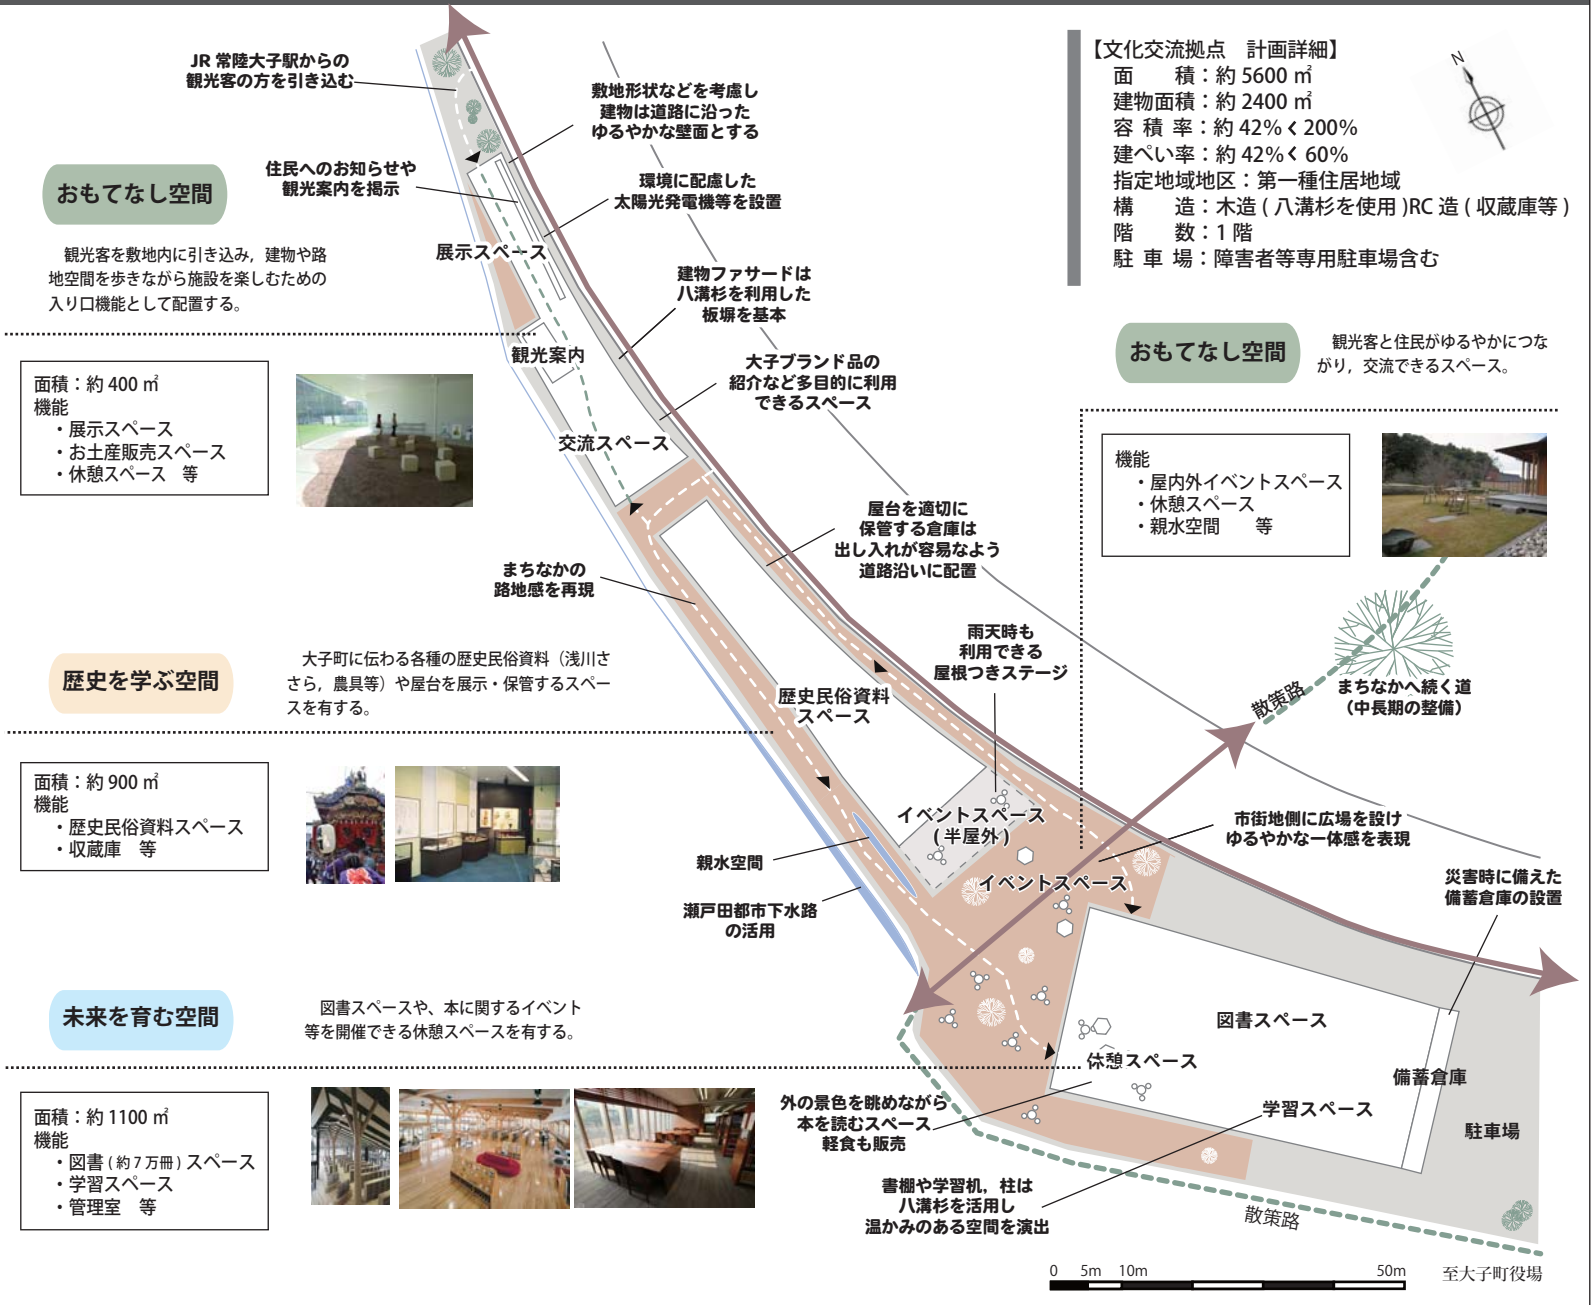 JR 常陸大子駅からの
観光客の方を引き込む
敷地形状などを考慮し
建物は道路に沿った
ゆるやかな壁面とする
【文化交流拠点　計画詳細】
面　　積：約 5600 ㎡
建物面積：約 2400 ㎡
容 積 率：約 42% < 200%
建ぺい率：約 42% < 60%
指定地域地区：第一種住居地域
構　　造：木造 ( 八溝杉を使用 )RC 造 ( 収蔵庫等 )
階　　数：1 階
駐 車 場：障害者等専用駐車場含む
N
おもてなし空間
住民へのお知らせや
観光案内を掲示
環境に配慮した
太陽光発電機等を設置
観光客を敷地内に引き込み，建物や路
地空間を歩きながら施設を楽しむための
入り口機能として配置する。
展示スペース
建物ファサードは
八溝杉を利用した
板塀を基本
観光案内
大子ブランド品の
紹介など多目的に利用
できるスペース
交流スペース
面積：約 400 ㎡
機能
・展示スペース
・お土産販売スペース
・休憩スペース　等
おもてなし空間
観光客と住民がゆるやかにつな
がり，交流できるスペース。
機能
・屋内外イベントスペース
・休憩スペース
・親水空間　　等
屋台を適切に
保管する倉庫は
出し入れが容易なよう
道路沿いに配置
まちなかの
路地感を再現
雨天時も
利用できる
屋根つきステージ
歴史を学ぶ空間
大子町に伝わる各種の歴史民俗資料（浅川さ
さら，農具等）や屋台を展示・保管するスペー
スを有する。
歴史民俗資料
スペース
散策路
まちなかへ続く道
（中長期の整備）
面積：約 900 ㎡
機能
・歴史民俗資料スペース
・収蔵庫　等
イベントスペース
( 半屋外 )
市街地側に広場を設け
ゆるやかな一体感を表現
親水空間
イベントスペース
瀬戸田都市下水路
の活用
災害時に備えた
備蓄倉庫の設置
未来を育む空間
図書スペースや、本に関するイベント
等を開催できる休憩スペースを有する。
図書スペース
休憩スペース
備蓄倉庫
学習スペース
駐車場
面積：約 1100 ㎡
機能
・図書 ( 約７万冊 ) スペース
・学習スペース
・管理室　等
外の景色を眺めながら
本を読むスペース
軽食も販売
書棚や学習机，柱は
八溝杉を活用し
温かみのある空間を演出
散策路
0 5m 10m 50m
至大子町役場